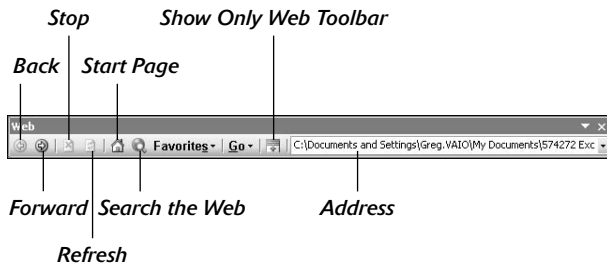 Stop
Show Only Web Toolbar
Back
Start Page
Web
Favorites
Go
C:\Documents and Settings\Greg.VAIO\My Documents\574272 Exc
Forward
Search the Web
Address
Refresh